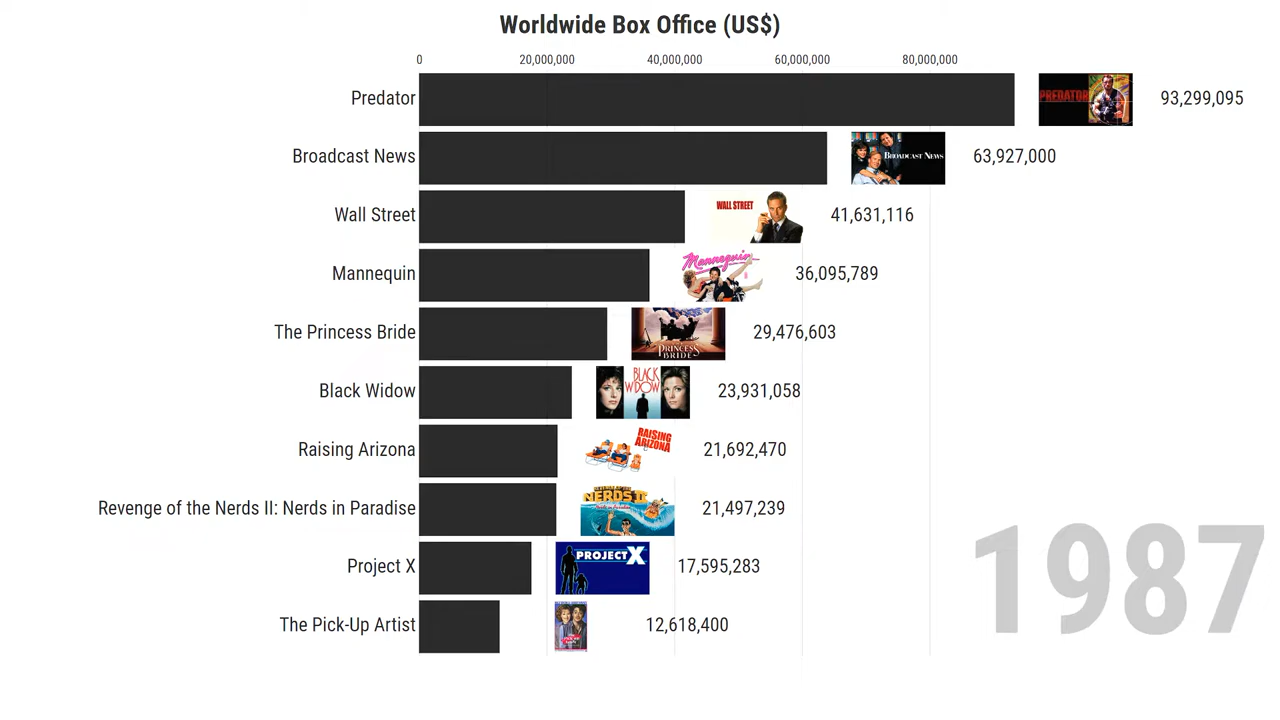 Worldwide Box Office (US$)
0 20,000,000 40,000,000 60,000,000 80,000,000
Predator PREDATOR 93,299,095
Broadcast News BROADCAST NEWS 63,927,000
Wall Street WALL STREET 41,631,116
Mannequin Mannequin 36,095,789
The Princess Bride PRINCESS BRIDE 29,476,603
Black Widow BLACK WIDOW 23,931,058
Raising Arizona RAISING ARIZONA 21,692,470
Revenge of the Nerds II: Nerds in Paradise NERDS II 21,497,239
Project X PROJECT X 17,595,283
The Pick-Up Artist 12,618,400
1987